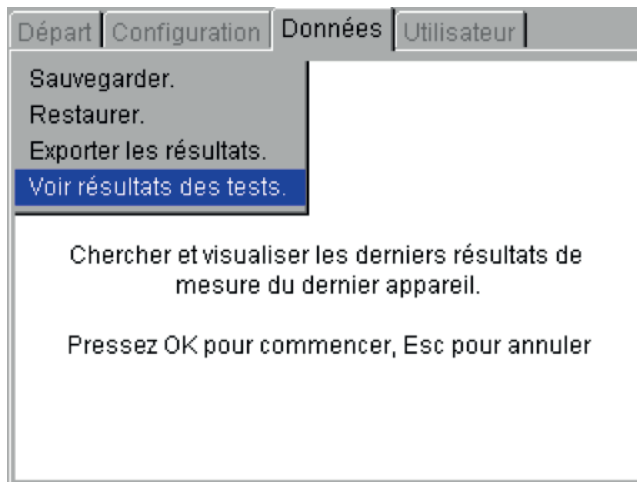 Départ Configuration Données Utilisateur
Sauvegarder.
Restaurer.
Exporter les résultats.
Voir résultats des tests.
Chercher et visualiser les derniers résultats de
mesure du dernier appareil.
Pressez OK pour commencer, Esc pour annuler